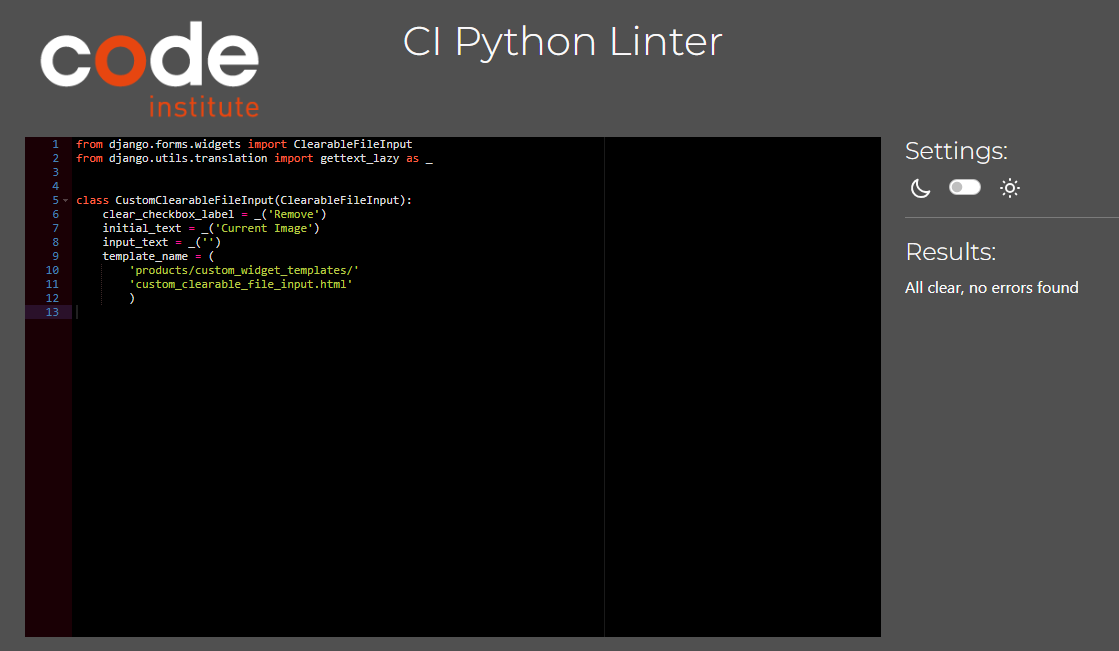 code
institute
CI Python Linter
1 from django.forms.widgets import ClearableFileInput
2 from django.utils.translation import gettext_lazy as _
3
4
5 class CustomClearableFileInput(ClearableFileInput):
6     clear_checkbox_label = _('Remove')
7     initial_text = _('Current Image')
8     input_text = _('')
9     template_name = (
10         'products/custom_widget_templates/'
11         'custom_clearable_file_input.html'
12         )
13
Settings:
Results:
All clear, no errors found